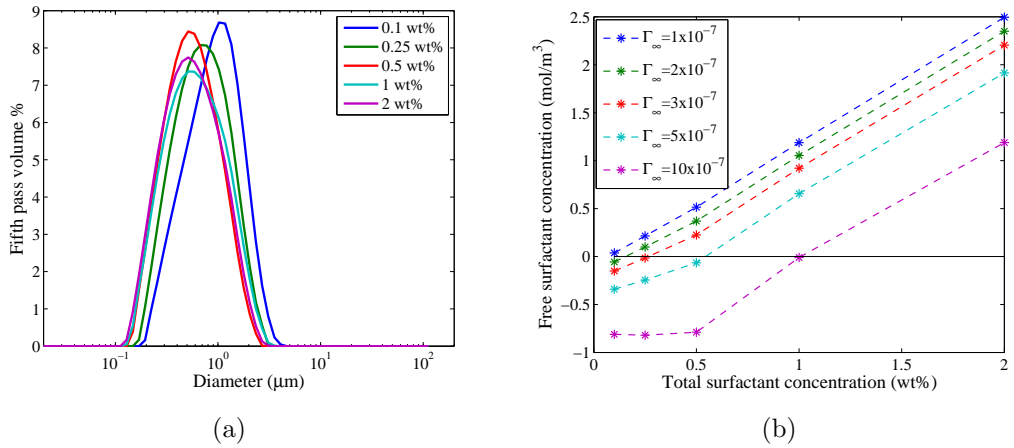 9
8
7
6
5
4
3
2
1
0
Fifth pass volume %
10⁻¹ 10⁰ 10¹ 10²
Diameter (μm)
0.1 wt%
0.25 wt%
0.5 wt%
1 wt%
2 wt%
(a)
2.5
2
1.5
1
0.5
0
−0.5
−1
Free surfactant concentration (mol/m³)
0 0.5 1 1.5 2
Total surfactant concentration (wt%)
Γ∞=1x10⁻⁷
Γ∞=2x10⁻⁷
Γ∞=3x10⁻⁷
Γ∞=5x10⁻⁷
Γ∞=10x10⁻⁷
(b)